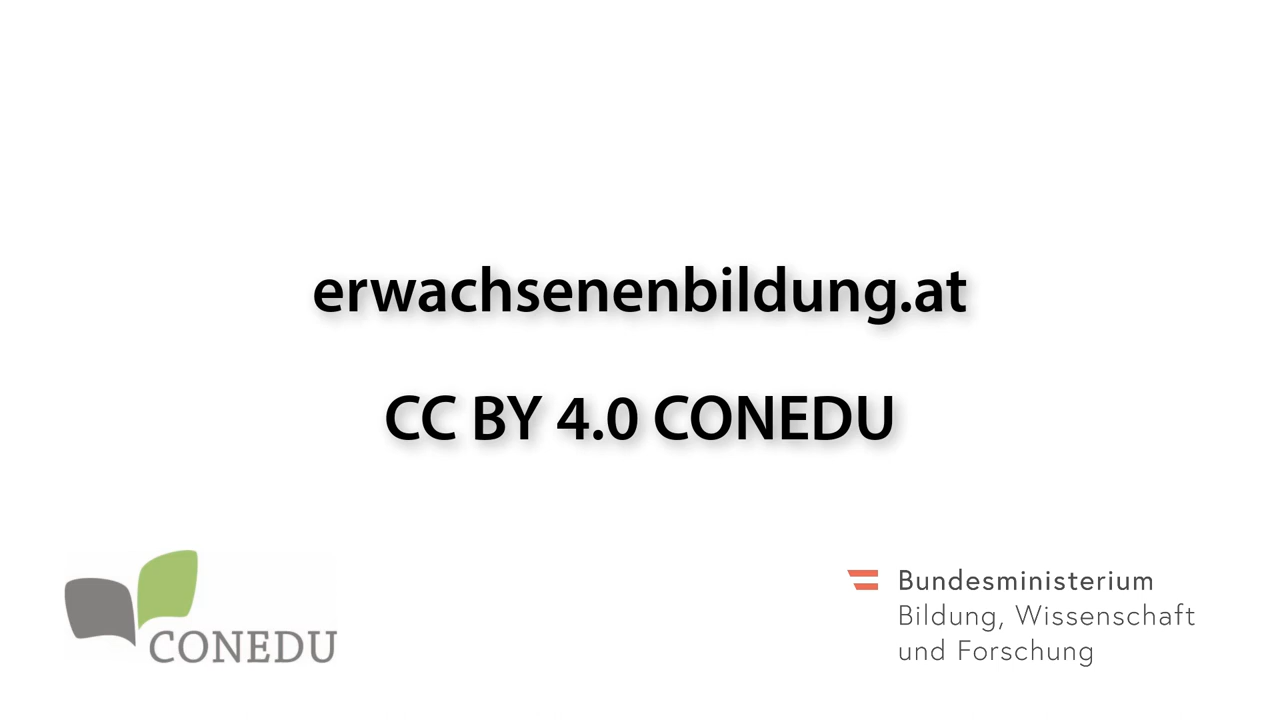 erwachsenenbildung.at
CC BY 4.0 CONEDU
CONEDU
Bundesministerium
Bildung, Wissenschaft
und Forschung